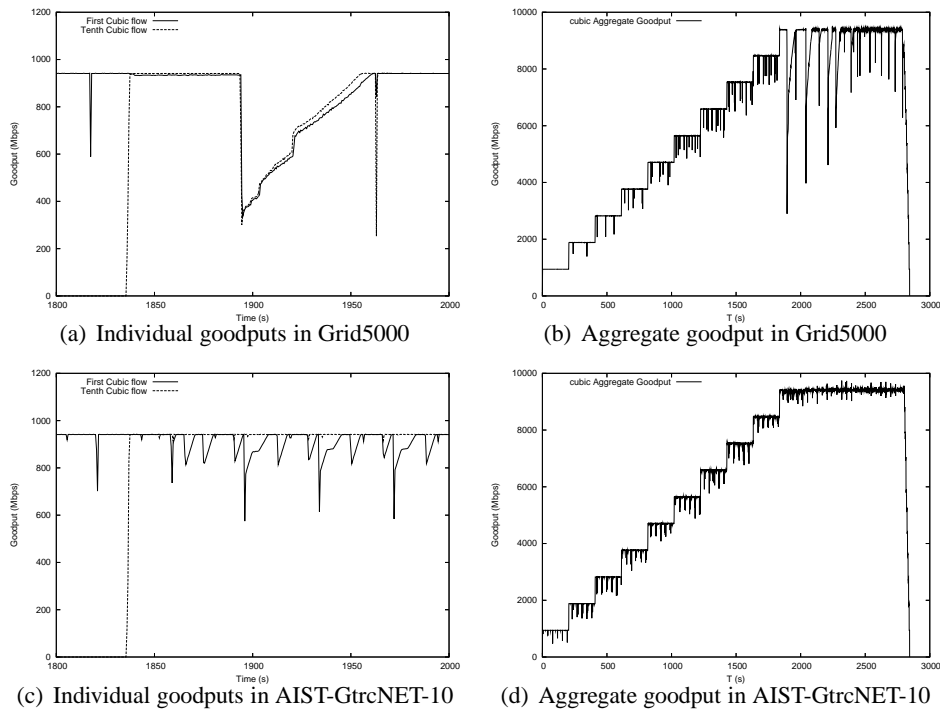 First Cubic flow
Tenth Cubic flow
Goodput (Mbps)
1200
1000
800
600
400
200
0
1800
1850
1900
1950
2000
Time (s)
(a) Individual goodputs in Grid5000
cubic Aggregate Goodput
Goodput (Mbps)
10000
8000
6000
4000
2000
0
0
500
1000
1500
2000
2500
3000
T (s)
(b) Aggregate goodput in Grid5000
First Cubic flow
Tenth Cubic flow
Goodput (Mbps)
1200
1000
800
600
400
200
0
1800
1850
1900
1950
2000
Time (s)
(c) Individual goodputs in AIST-GtrcNET-10
cubic Aggregate Goodput
Goodput (Mbps)
10000
8000
6000
4000
2000
0
0
500
1000
1500
2000
2500
3000
T (s)
(d) Aggregate goodput in AIST-GtrcNET-10